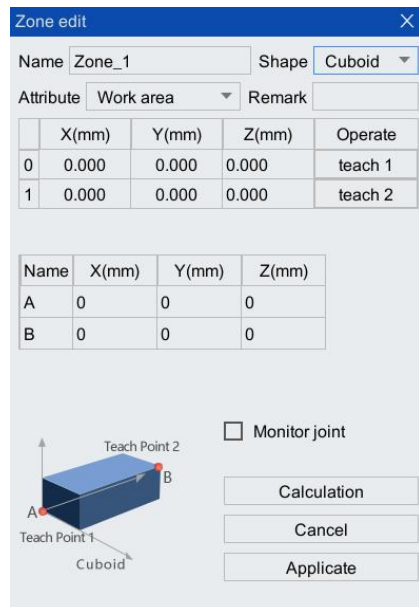 Zone edit X
Name Zone_1 Shape Cuboid
Attribute Work area Remark
X(mm) Y(mm) Z(mm) Operate
0 0.000 0.000 0.000 teach 1
1 0.000 0.000 0.000 teach 2
Name X(mm) Y(mm) Z(mm)
A 0 0 0
B 0 0 0
Monitor joint
Teach Point 2
B
A
Teach Point 1
Cuboid
Calculation
Cancel
Applicate